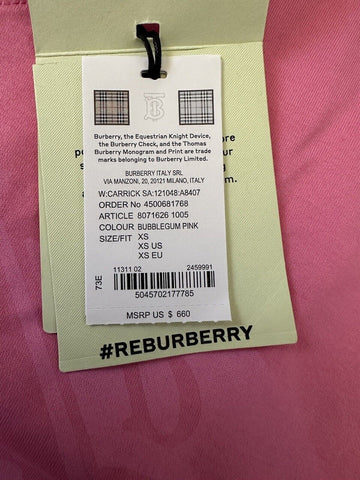 Burberry, the Equestrian Knight Device,
the Burberry Check, and the Thomas
Burberry Monogram and Print are trade
marks belonging to Burberry Limited.
BURBERRY ITALY SRL
VIA MANZONI, 20, 20121 MILANO, ITALY
W:CARRICK SA:121048:A8407
ORDER No 4500681768
ARTICLE 8071626 1005
COLOUR BUBBLEGUM PINK
SIZE/FIT XS
XS US
XS EU
73E
11311 02 2459991
5045702177785
MSRP US $ 660
#REBURBERRY